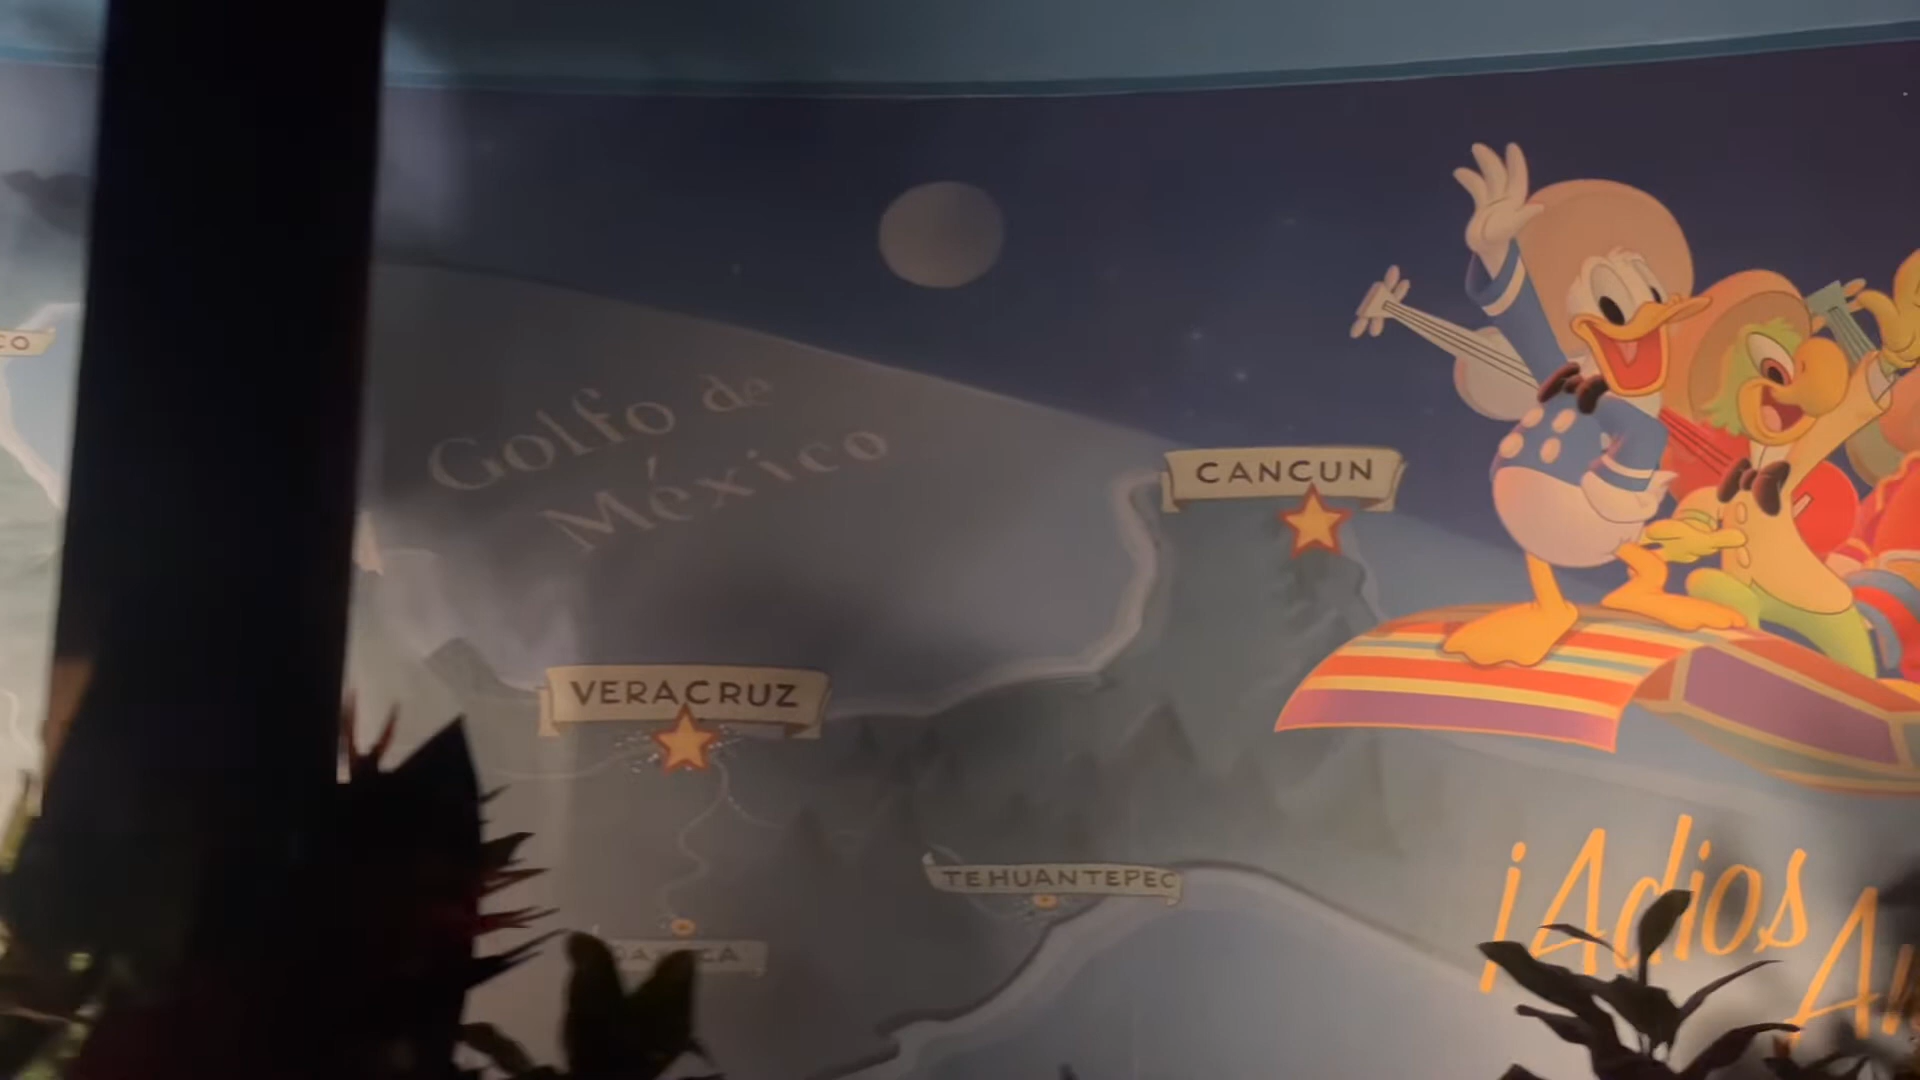 Golfo de
México
CANCUN
VERACRUZ
TEHUANTEPEC
¡Adios